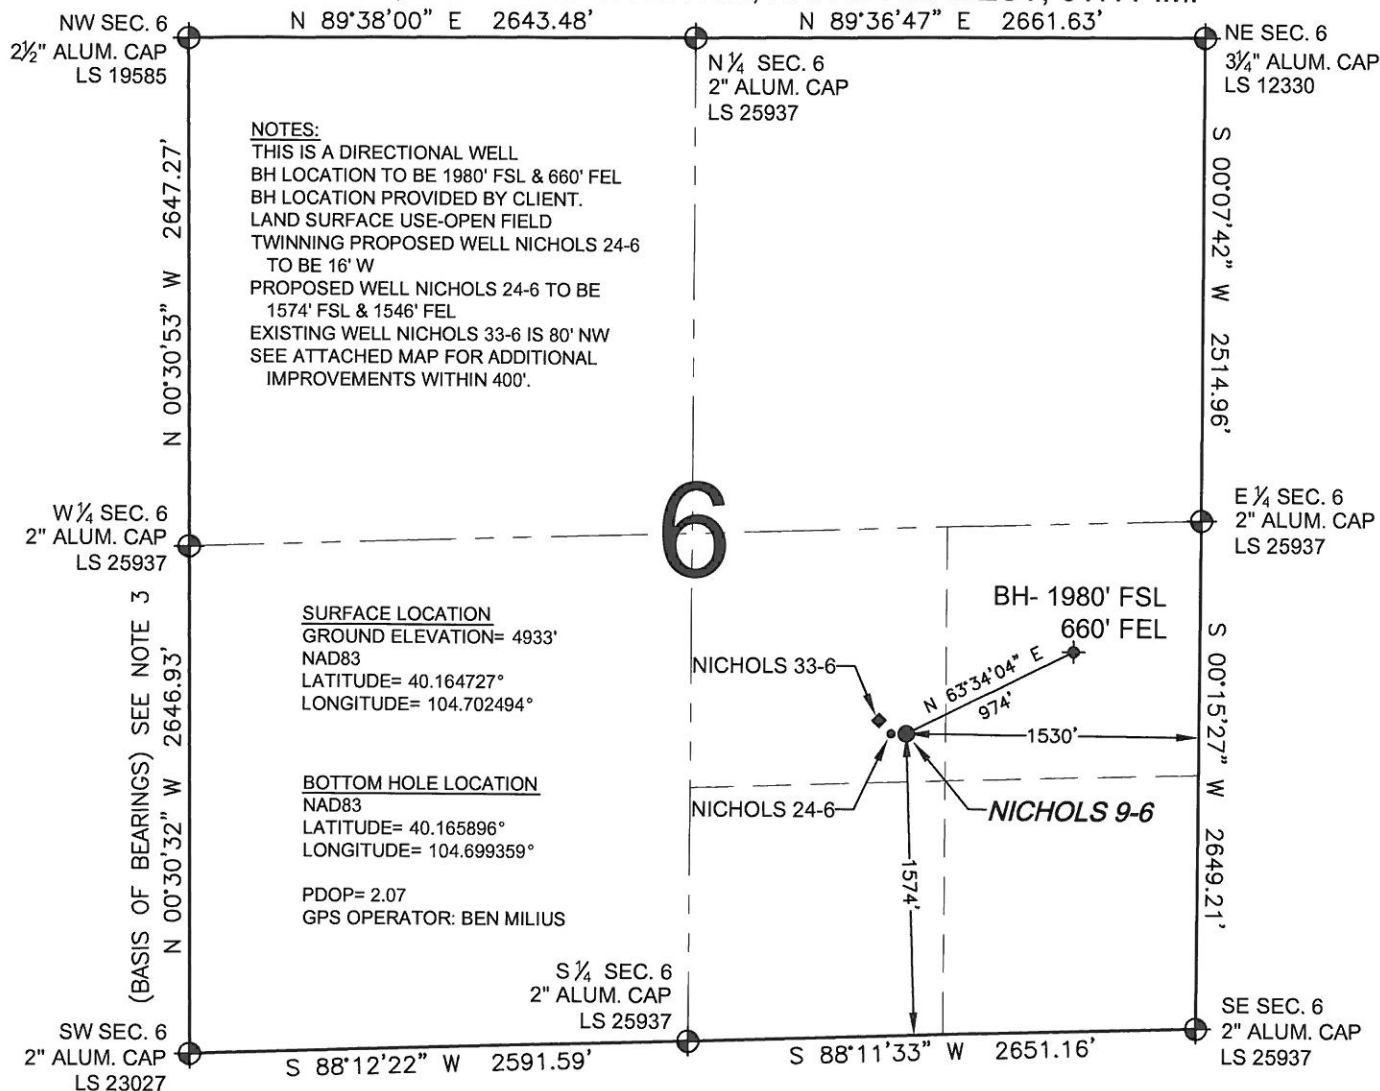 N 89°38'00" E 2643.48'
N 89°36'47" E 2661.63'
NW SEC. 6
2½" ALUM. CAP
LS 19585
N ¼ SEC. 6
2" ALUM. CAP
LS 25937
NE SEC. 6
3¼" ALUM. CAP
LS 12330
NOTES:
THIS IS A DIRECTIONAL WELL
BH LOCATION TO BE 1980' FSL & 660' FEL
BH LOCATION PROVIDED BY CLIENT.
LAND SURFACE USE-OPEN FIELD
TWINNING PROPOSED WELL NICHOLS 24-6
TO BE 16' W
PROPOSED WELL NICHOLS 24-6 TO BE
1574' FSL & 1546' FEL
EXISTING WELL NICHOLS 33-6 IS 80' NW
SEE ATTACHED MAP FOR ADDITIONAL
IMPROVEMENTS WITHIN 400'.
N 00°30'53" W 2647.27'
S 00°07'42" W 2514.96'
W ¼ SEC. 6
2" ALUM. CAP
LS 25937
6
E ¼ SEC. 6
2" ALUM. CAP
LS 25937
(BASIS OF BEARINGS) SEE NOTE 3
N 00°30'32" W 2646.93'
SURFACE LOCATION
GROUND ELEVATION= 4933'
NAD83
LATITUDE= 40.164727°
LONGITUDE= 104.702494°
BOTTOM HOLE LOCATION
NAD83
LATITUDE= 40.165896°
LONGITUDE= 104.699359°
PDOP= 2.07
GPS OPERATOR: BEN MILIUS
BH- 1980' FSL
660' FEL
NICHOLS 33-6
N 63°34'04" E
974'
1530'
NICHOLS 24-6
NICHOLS 9-6
1574'
S 00°15'27" W 2649.21'
S ¼ SEC. 6
2" ALUM. CAP
LS 25937
SW SEC. 6
2" ALUM. CAP
LS 23027
S 88°12'22" W 2591.59'
S 88°11'33" W 2651.16'
SE SEC. 6
2" ALUM. CAP
LS 25937